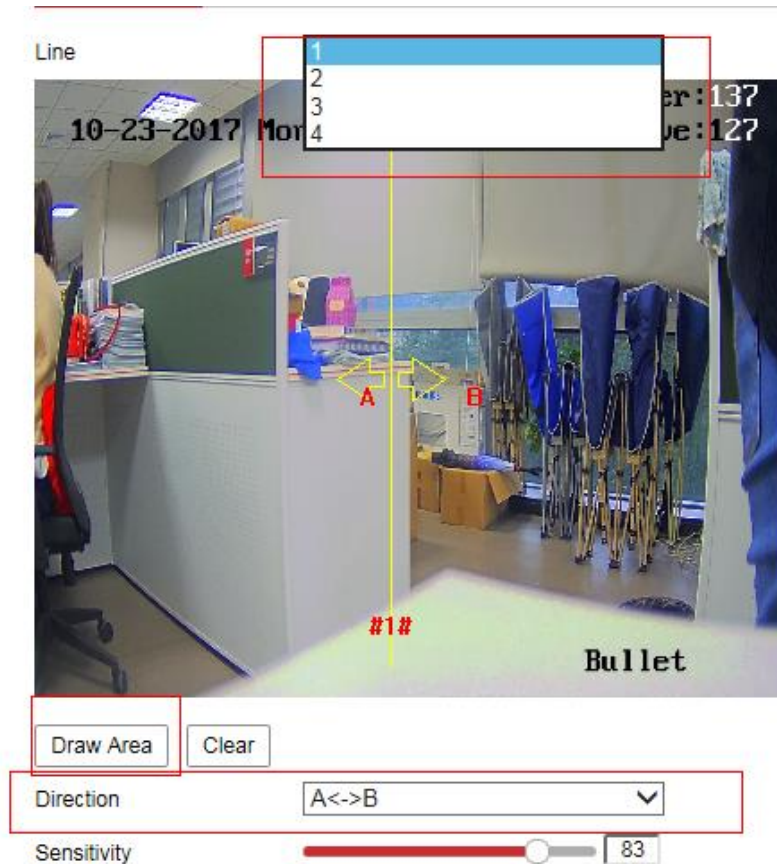 Line
1
2
3
4
er:137
10-23-2017 Mon
ve:127
A B
#1#
Bullet
Draw Area Clear
Direction A<->B
Sensitivity 83